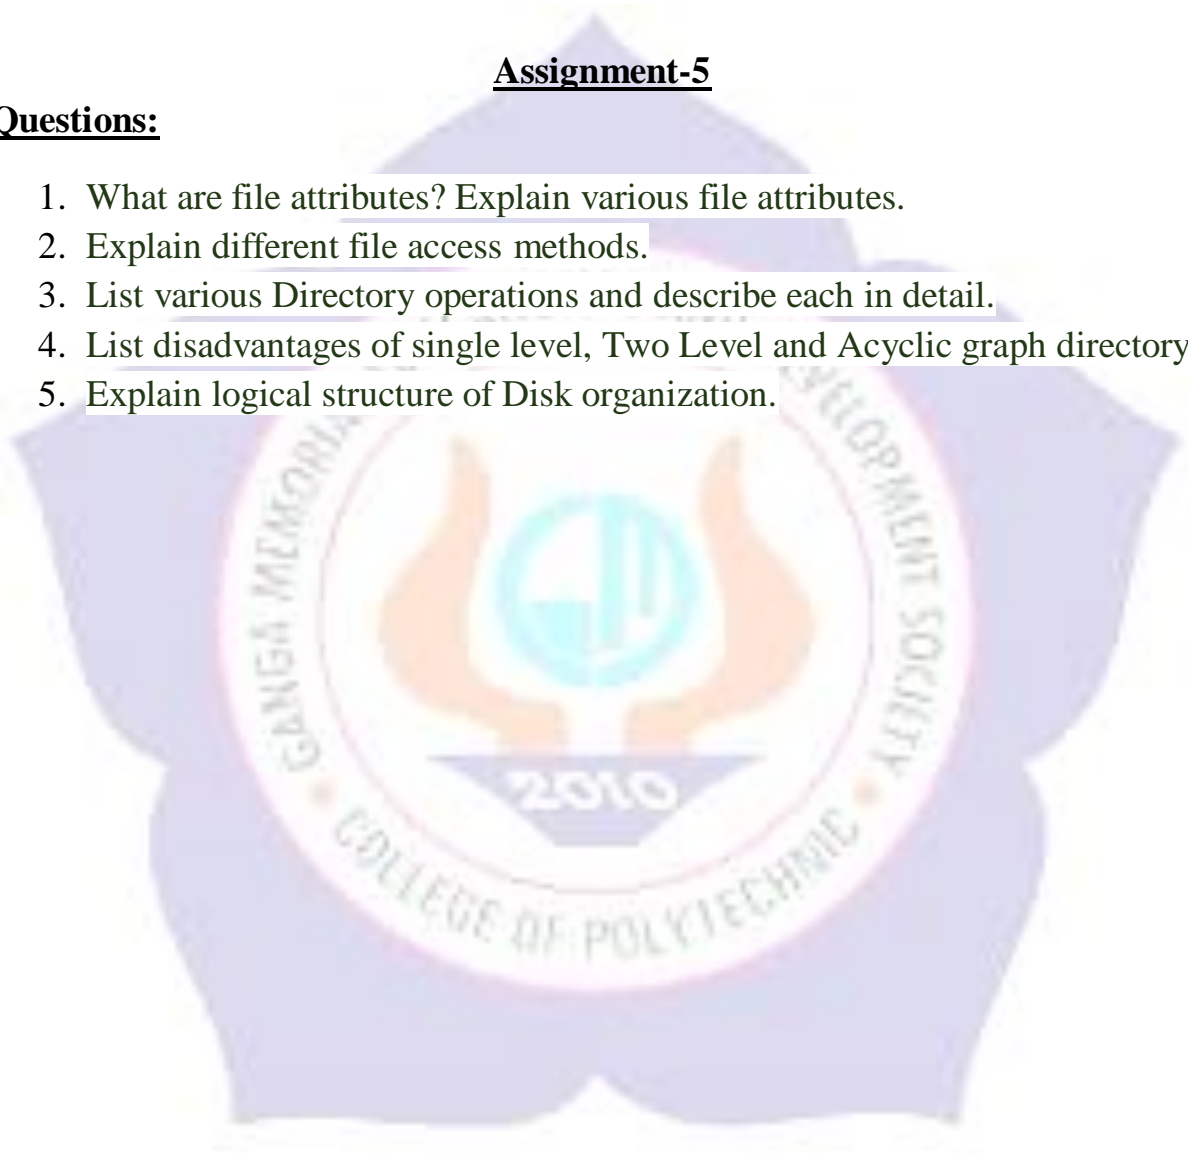 Assignment-5
Questions:
1. What are file attributes? Explain various file attributes.
2. Explain different file access methods.
3. List various Directory operations and describe each in detail.
4. List disadvantages of single level, Two Level and Acyclic graph directory
5. Explain logical structure of Disk organization.
GANGA MEMORIAL
DEVELOPMENT SOCIETY
2010
COLLEGE OF POLYTECHNIC